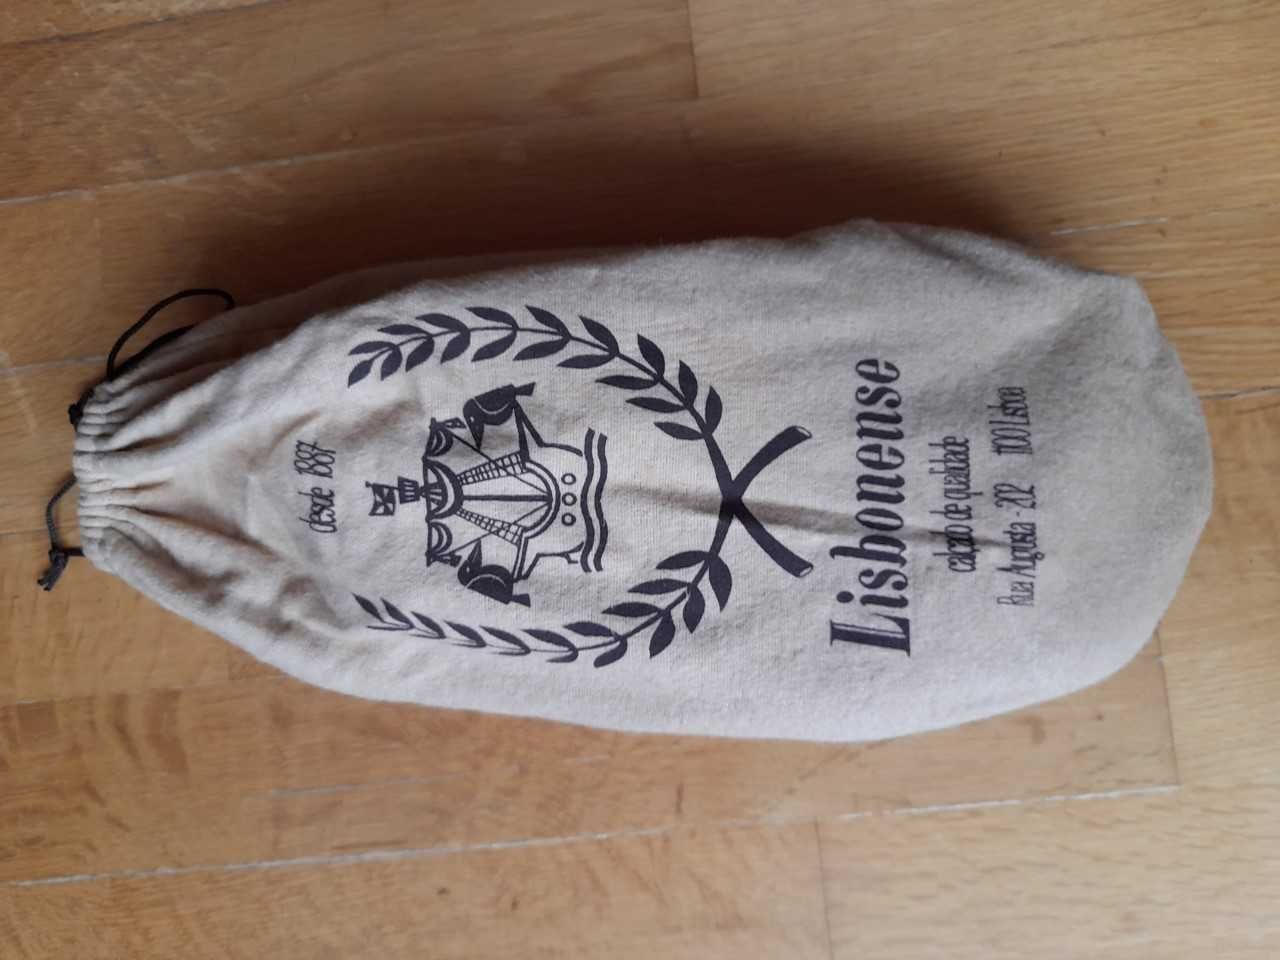 desde 1887
Lisbonense
calçado de qualidade
Rua Augusta - 202 1100 Lisboa